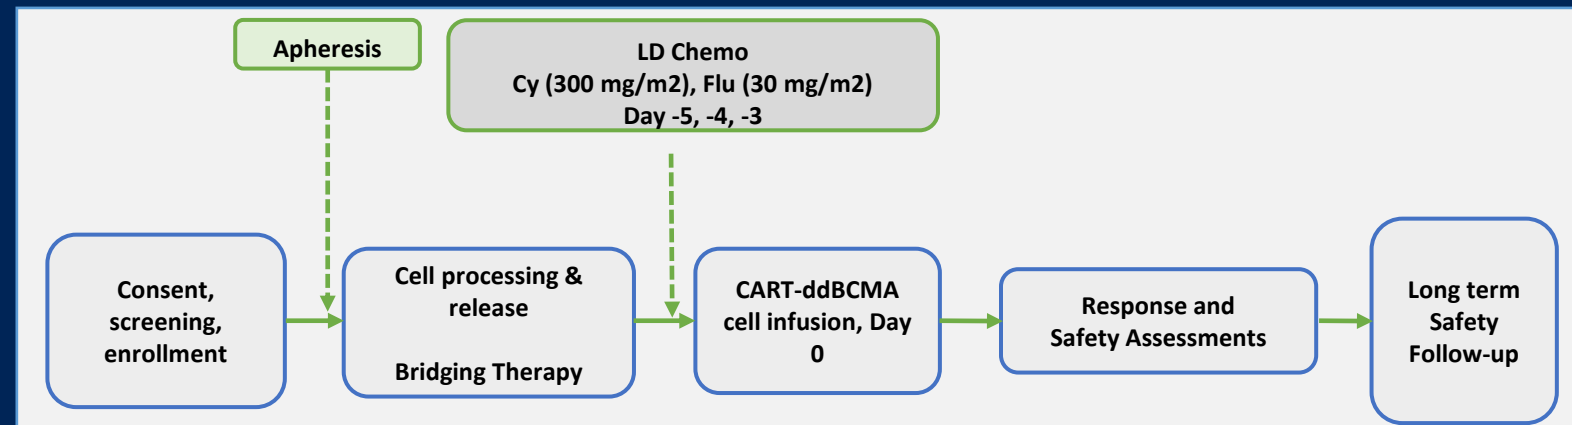 Apheresis
LD Chemo
Cy (300 mg/m2), Flu (30 mg/m2)
Day -5, -4, -3
Consent,
screening,
enrollment
Cell processing &
release
Bridging Therapy
CART-ddBCMA
cell infusion, Day
0
Response and
Safety Assessments
Long term
Safety
Follow-up